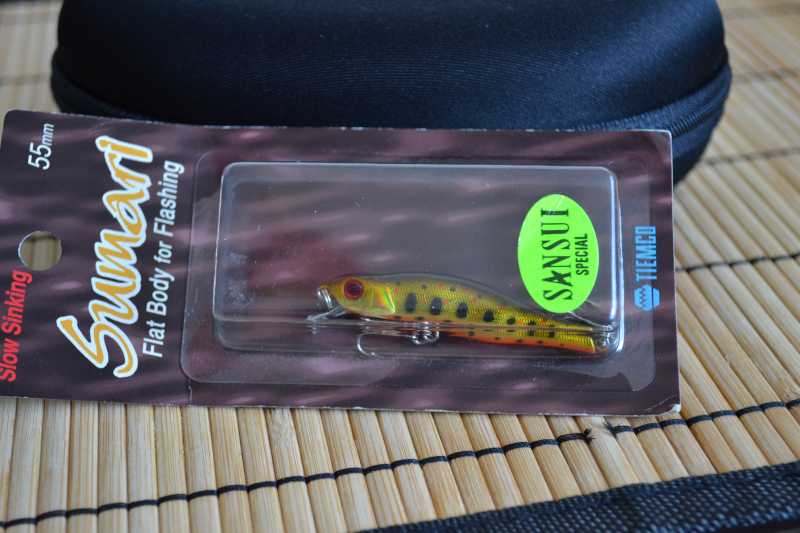 55mm
Sumari
Flat Body for Flashing
Slow Sinking
SANSUI
SPECIAL
TIEMCO